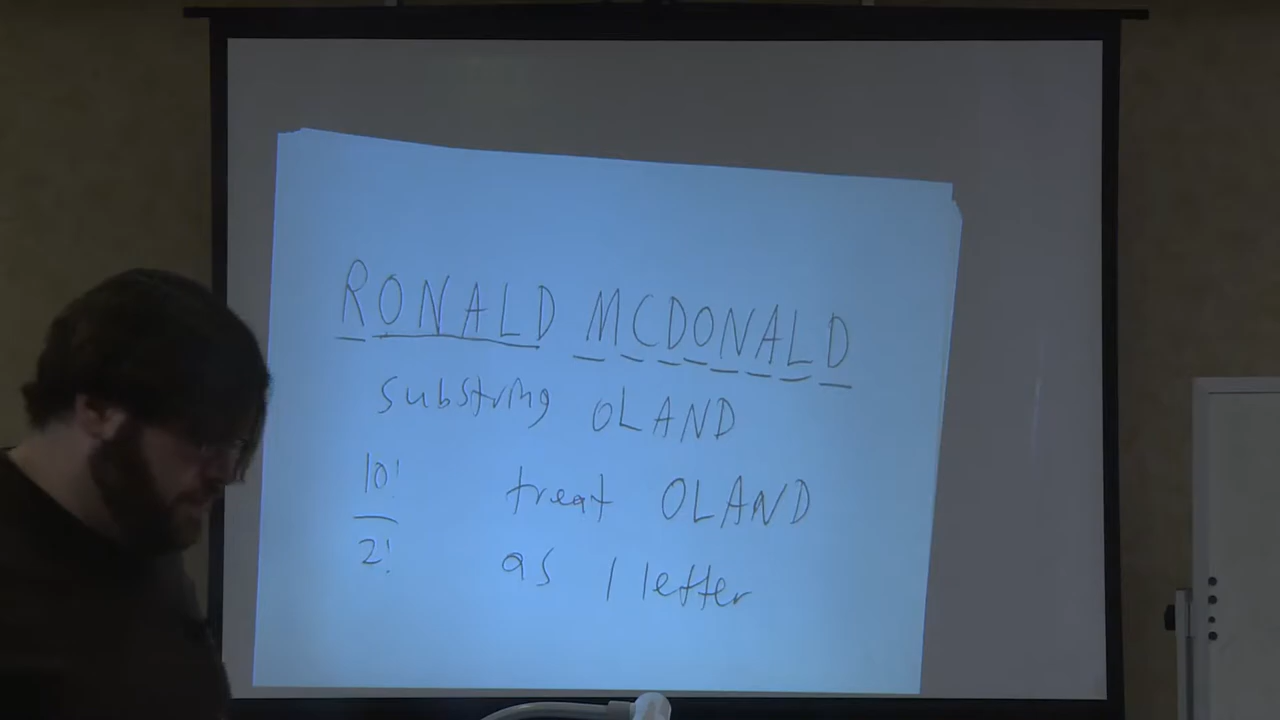 RONALD MCDONALD
substring OLAND
10! treat OLAND
2! as 1 letter